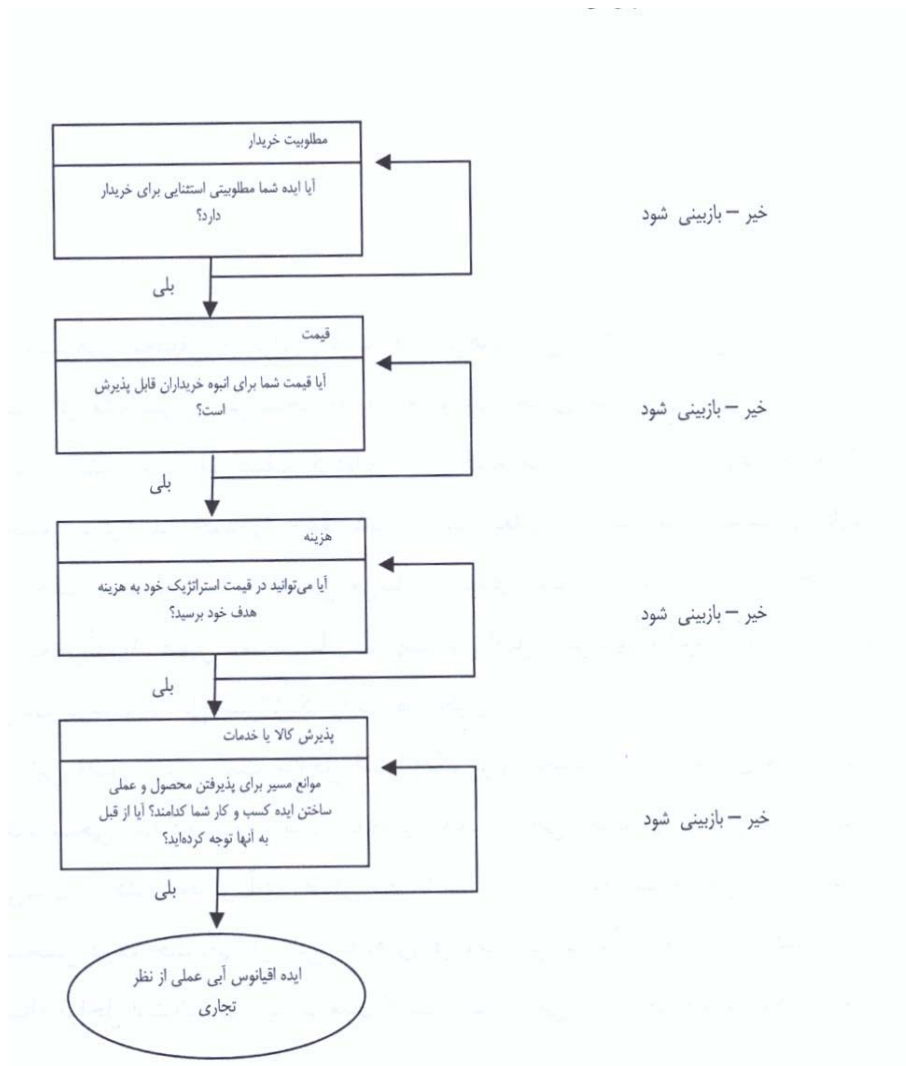 مطلوبیت خریدار
آیا ایده شما مطلوبیتی استثنایی برای خریدار
دارد؟
خیر – بازبینی شود
بلی
قیمت
آیا قیمت شما برای انبوه خریداران قابل پذیرش
است؟
خیر – بازبینی شود
بلی
هزینه
آیا می‌توانید در قیمت استراتژیک خود به هزینه
هدف خود برسید؟
خیر – بازبینی شود
بلی
پذیرش کالا یا خدمات
موانع مسیر برای پذیرفتن محصول و عملی
ساختن ایده کسب و کار شما کدامند؟ آیا از قبل
به آنها توجه کرده‌اید؟
خیر – بازبینی شود
بلی
ایده اقیانوس آبی عملی از نظر
تجاری